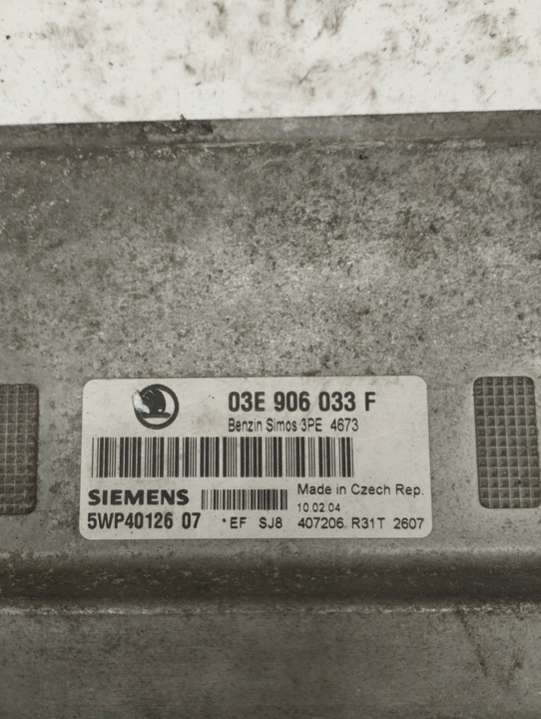 03E 906 033 F
Benzin Simos 3PE 4673
SIEMENS
Made in Czech Rep.
10.02.04
5WP40126 07 *EF SJ8 407206 R31T 2607